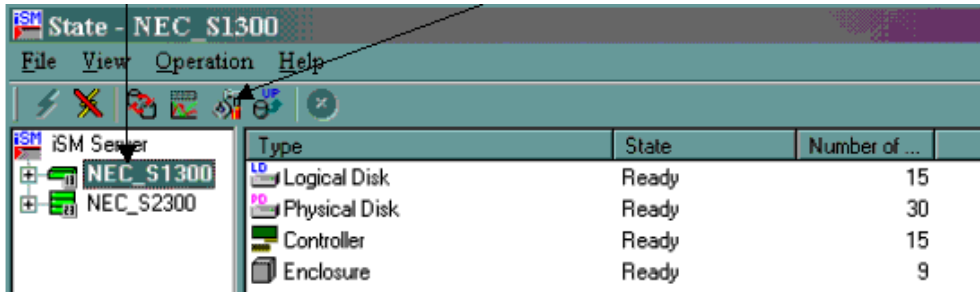 iSM State - NEC_S1300
File View Operation Help
UP
iSM iSM Server
NEC_S1300
NEC_S2300
Type State Number of ...
LD Logical Disk Ready 15
PD Physical Disk Ready 30
Controller Ready 15
Enclosure Ready 9